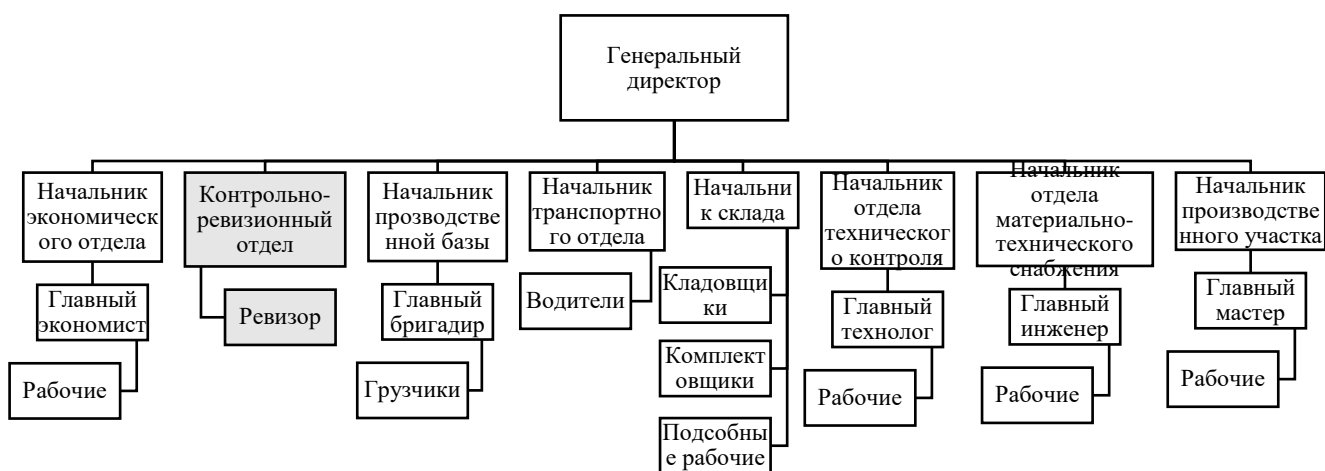 Генеральный
директор
Начальник
экономическ
ого отдела
Контрольно-
ревизионный
отдел
Начальник
прозводстве
нной базы
Начальник
транспортно
го отдела
Начальни
к склада
Начальник
отдела
техническог
о контроля
Начальник
отдела
материально-
технического
снабжения
Начальник
производстве
нного участка
Главный
экономист
Ревизор
Главный
бригадир
Водители
Кладовщи
ки
Главный
технолог
Главный
инженер
Главный
мастер
Рабочие
Грузчики
Комплект
овщики
Рабочие
Рабочие
Рабочие
Подсобны
е рабочие